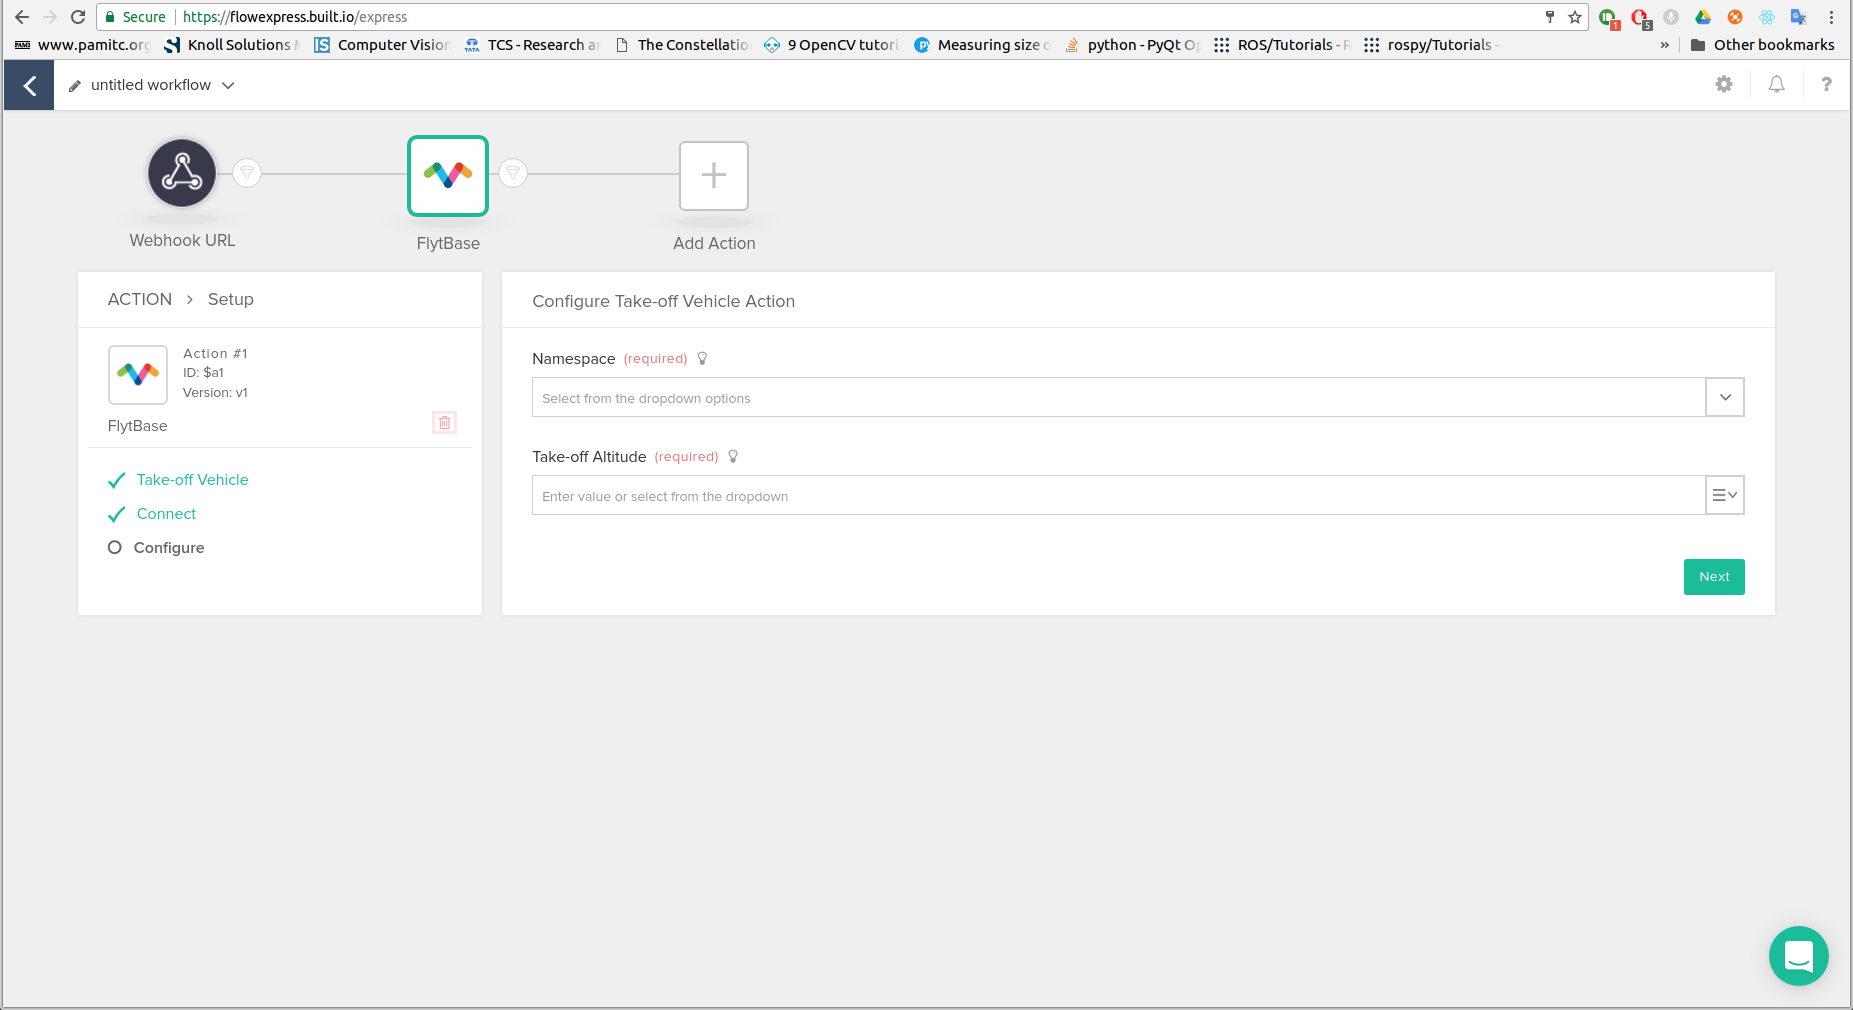 Secure https://flowexpress.built.io/express
1 5
www.pamitc.org Knoll Solutions Computer Vision TCS - Research a The Constellatio 9 OpenCV tutori Measuring size o python - PyQt Op ROS/Tutorials - R rospy/Tutorials - » Other bookmarks
untitled workflow ?
Webhook URL FlytBase Add Action
ACTION > Setup
Action #1
ID: $a1
Version: v1
FlytBase
Take-off Vehicle
Connect
Configure
Configure Take-off Vehicle Action
Namespace (required)
Select from the dropdown options
Take-off Altitude (required)
Enter value or select from the dropdown
Next